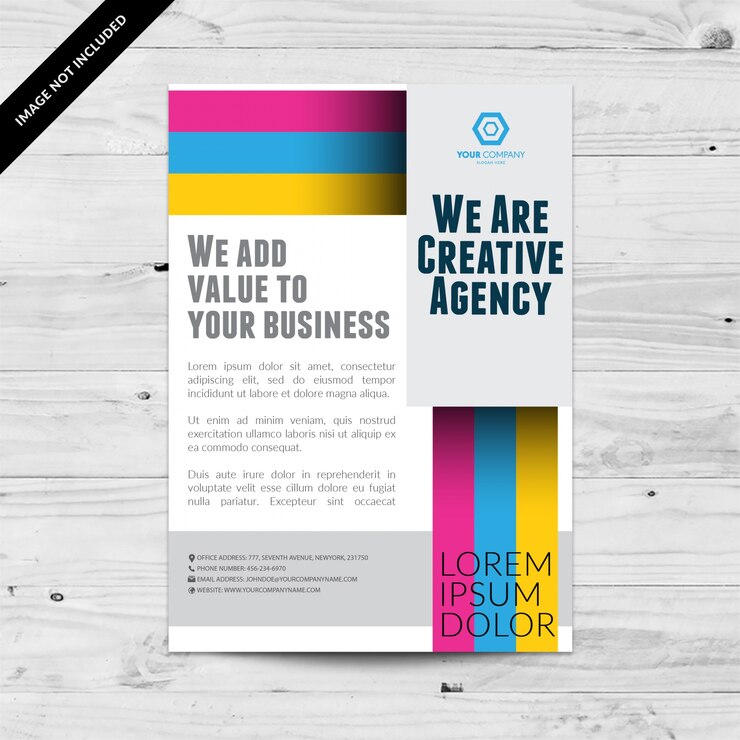 IMAGE NOT INCLUDED
YOUR COMPANY
SLOGAN HERE
WE ARE
CREATIVE
AGENCY
WE ADD
VALUE TO
YOUR BUSINESS
Lorem ipsum dolor sit amet, consectetur
adipiscing elit, sed do eiusmod tempor
incididunt ut labore et dolore magna aliqua.
Ut enim ad minim veniam, quis nostrud
exercitation ullamco laboris nisi ut aliquip ex
ea commodo consequat.
Duis aute irure dolor in reprehenderit in
voluptate velit esse cillum dolore eu fugiat
nulla pariatur. Excepteur sint occaecat
OFFICE ADDRESS: 777, SEVENTH AVENUE, NEWYORK, 231750
PHONE NUMBER: 456-234-6970
EMAIL ADDRESS: JOHNDOE@YOURCOMPANYNAME.COM
WEBSITE: WWW.YOURCOMPANYNAME.COM
LOREM
IPSUM
DOLOR